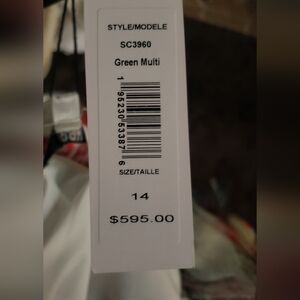 STYLE/MODELE
SC3960
Green Multi
1 95230 53387 6
SIZE/TAILLE
14
$595.00